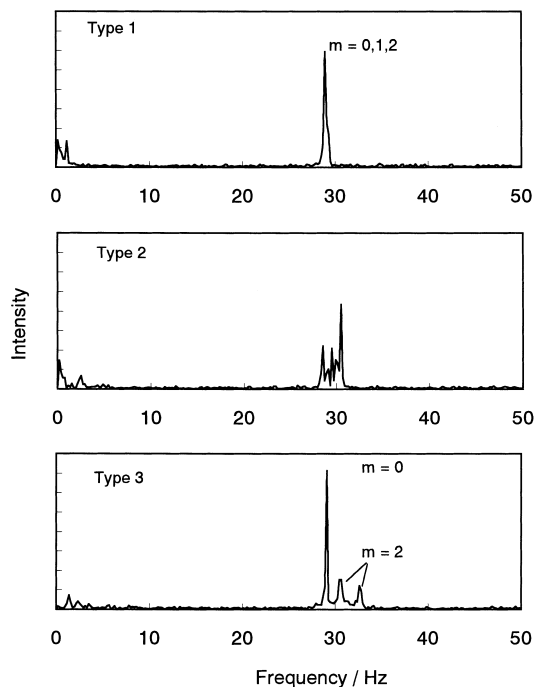 Type 1
m = 0,1,2
0 10 20 30 40 50
Type 2
0 10 20 30 40 50
Intensity
Type 3
m = 0
m = 2
0 10 20 30 40 50
Frequency / Hz